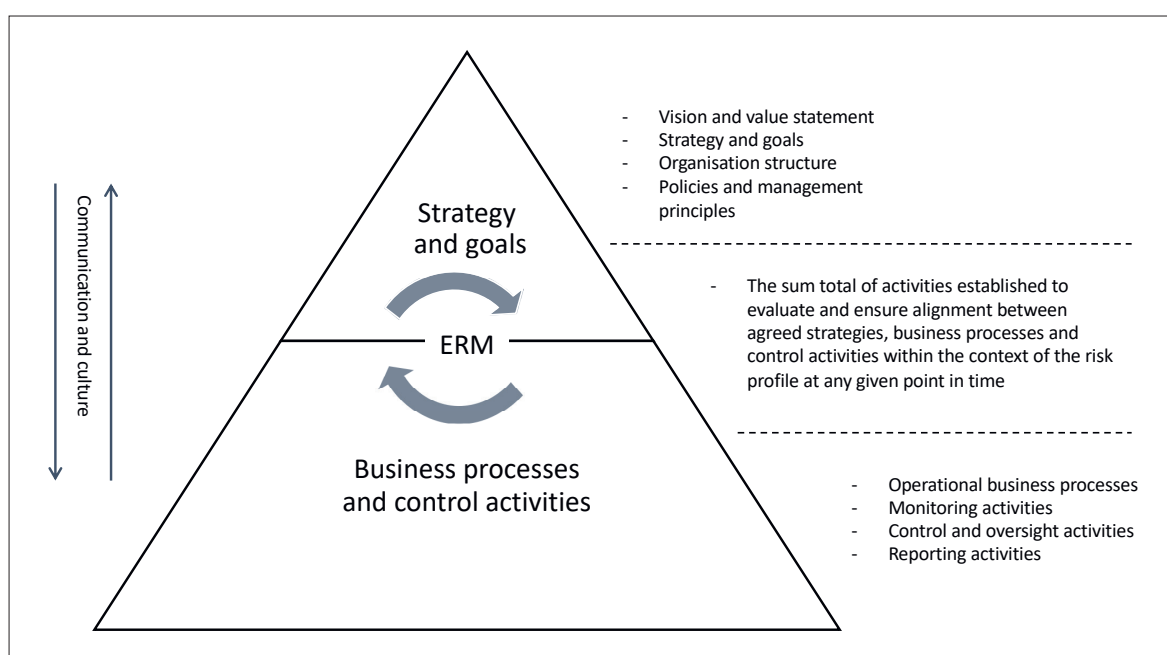 - Vision and value statement
- Strategy and goals
- Organisation structure
- Policies and management
principles
Communication and culture
Strategy
and goals
- The sum total of activities established to
evaluate and ensure alignment between
agreed strategies, business processes and
control activities within the context of the risk
profile at any given point in time
ERM
Business processes
and control activities
- Operational business processes
- Monitoring activities
- Control and oversight activities
- Reporting activities